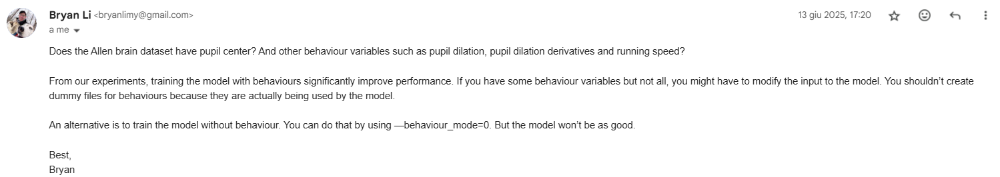 Bryan Li <bryanlimy@gmail.com>
13 giu 2025, 17:20
a me
Does the Allen brain dataset have pupil center? And other behaviour variables such as pupil dilation, pupil dilation derivatives and running speed?
From our experiments, training the model with behaviours significantly improve performance. If you have some behaviour variables but not all, you might have to modify the input to the model. You shouldn’t create
dummy files for behaviours because they are actually being used by the model.
An alternative is to train the model without behaviour. You can do that by using —behaviour_mode=0. But the model won’t be as good.
Best,
Bryan